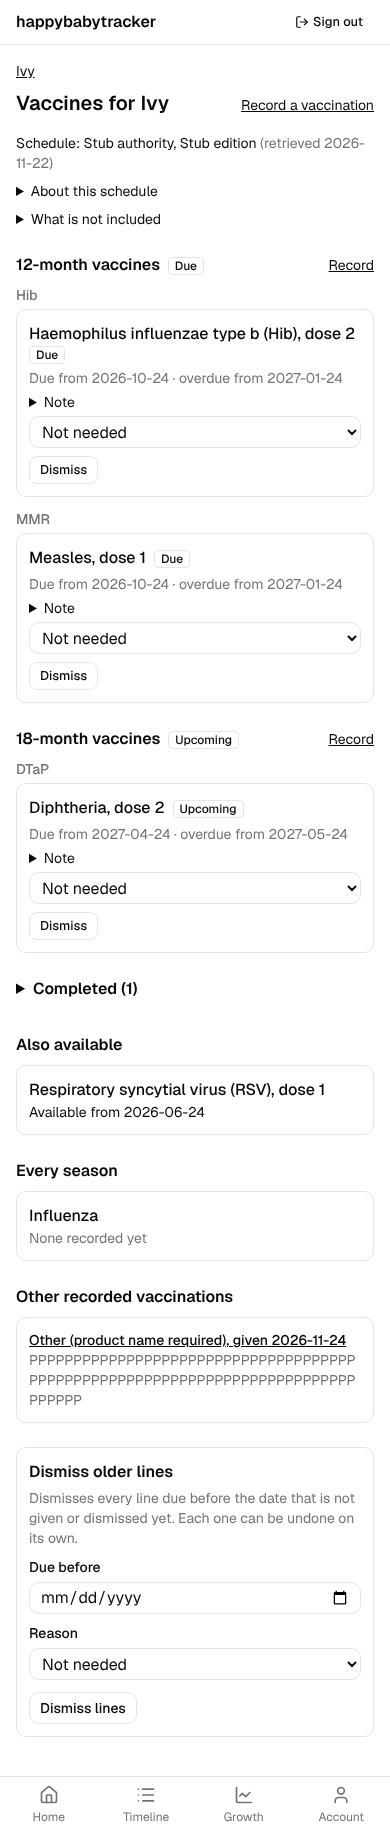 happybabytracker
Sign out
Ivy
Vaccines for Ivy
Record a vaccination
Schedule: Stub authority, Stub edition (retrieved 2026-
11-22)
About this schedule
What is not included
12-month vaccines Due
Record
Hib
Haemophilus influenzae type b (Hib), dose 2
Due
Due from 2026-10-24 · overdue from 2027-01-24
Note
Not needed
Dismiss
MMR
Measles, dose 1 Due
Due from 2026-10-24 · overdue from 2027-01-24
Note
Not needed
Dismiss
18-month vaccines Upcoming
Record
DTaP
Diphtheria, dose 2 Upcoming
Due from 2027-04-24 · overdue from 2027-05-24
Note
Not needed
Dismiss
Completed (1)
Also available
Respiratory syncytial virus (RSV), dose 1
Available from 2026-06-24
Every season
Influenza
None recorded yet
Other recorded vaccinations
Other (product name required), given 2026-11-24
PPPPPPPPPPPPPPPPPPPPPPPPPPPPPPPPPPPPP
PPPPPPPPPPPPPPPPPPPPPPPPPPPPPPPPPPPPP
PPPPPP
Dismiss older lines
Dismisses every line due before the date that is not
given or dismissed yet. Each one can be undone on
its own.
Due before
mm/dd/yyyy
Reason
Not needed
Dismiss lines
Home
Timeline
Growth
Account